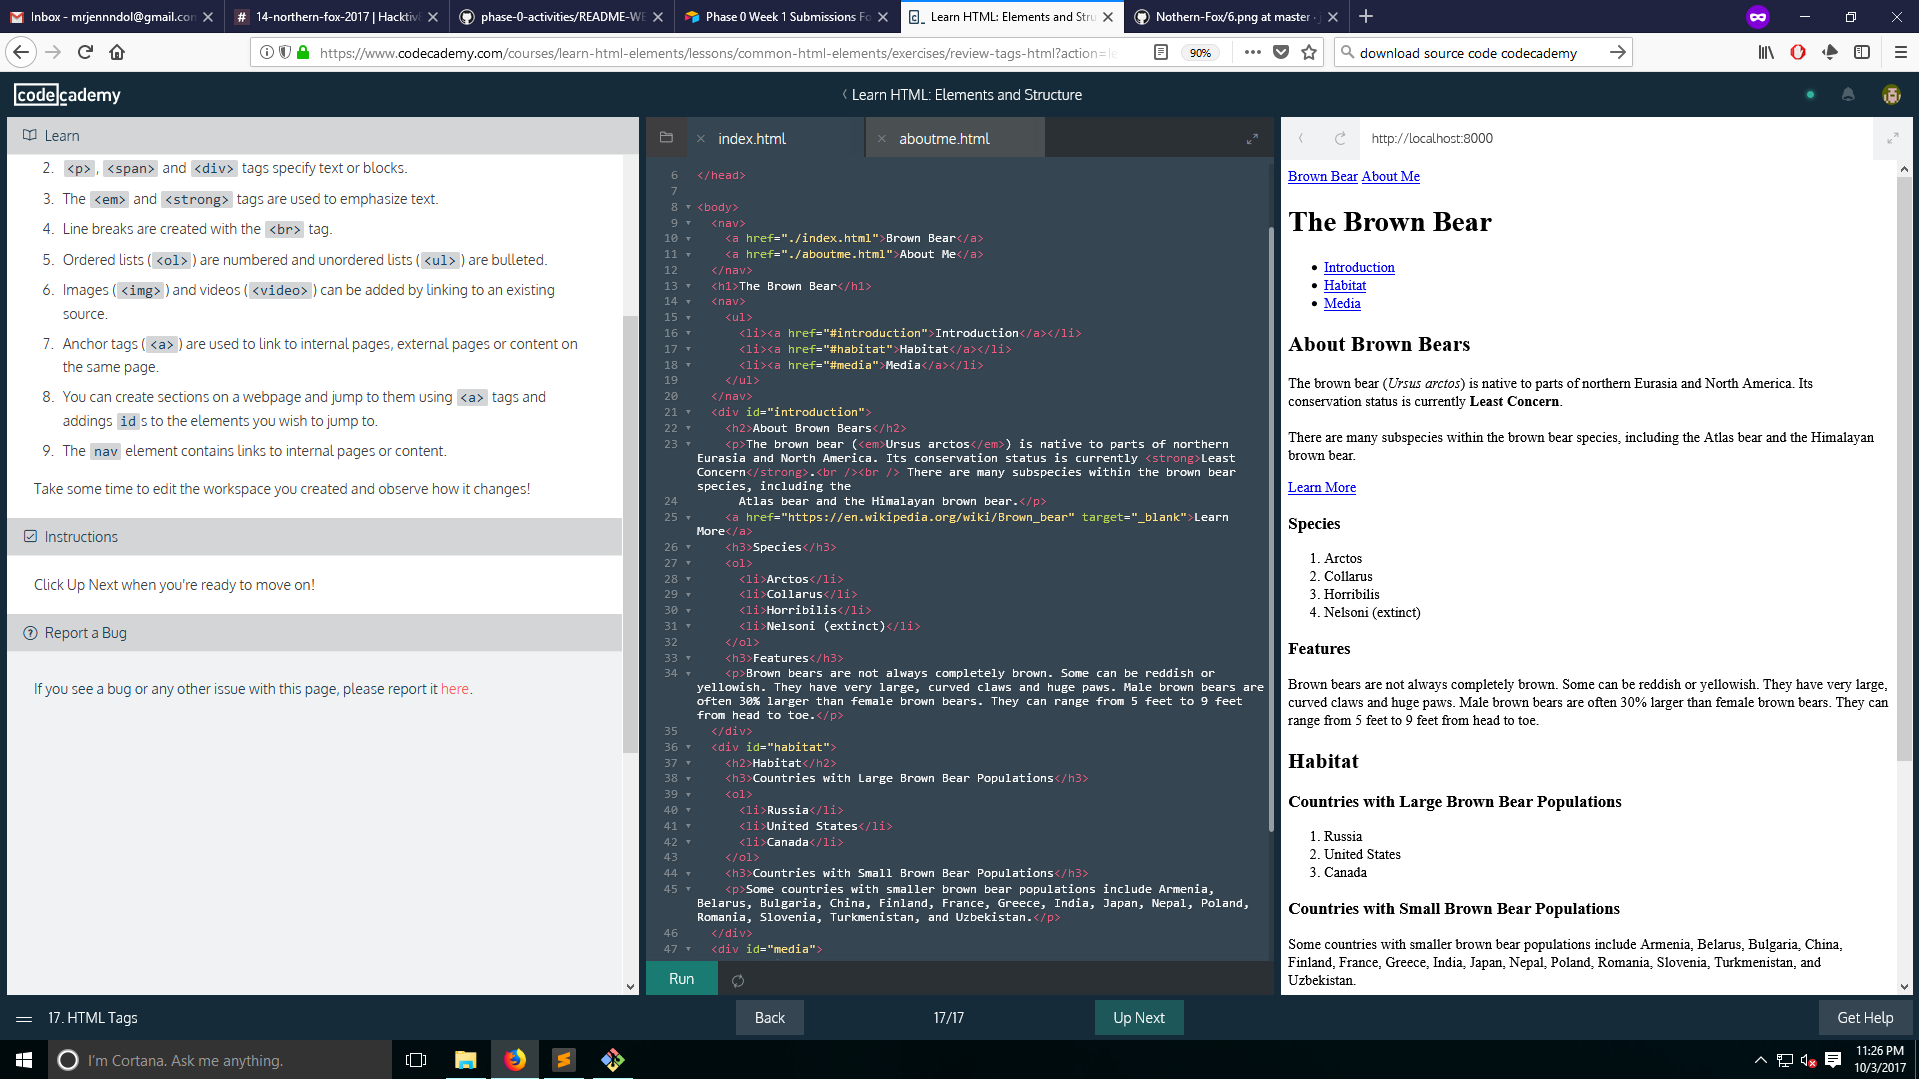 Inbox - mrjennndol@gmail.com
14-northern-fox-2017 | Hacktiv8
phase-0-activities/README-WE
Phase 0 Week 1 Submissions Fo
Learn HTML: Elements and Stru
Nothern-Fox/6.png at master ·
https://www.codecademy.com/courses/learn-html-elements/lessons/common-html-elements/exercises/review-tags-html?action=le
90%
download source code codecademy
codecademy
Learn HTML: Elements and Structure
Learn
2. <p>, <span> and <div> tags specify text or blocks.
3. The <em> and <strong> tags are used to emphasize text.
4. Line breaks are created with the <br> tag.
5. Ordered lists (<ol>) are numbered and unordered lists (<ul>) are bulleted.
6. Images (<img>) and videos (<video>) can be added by linking to an existing
source.
7. Anchor tags (<a>) are used to link to internal pages, external pages or content on
the same page.
8. You can create sections on a webpage and jump to them using <a> tags and
addings ids to the elements you wish to jump to.
9. The nav element contains links to internal pages or content.
Take some time to edit the workspace you created and observe how it changes!
Instructions
Click Up Next when you're ready to move on!
Report a Bug
If you see a bug or any other issue with this page, please report it here.
index.html
aboutme.html
6 </head>
7
8 <body>
9 <nav>
10 <a href="./index.html">Brown Bear</a>
11 <a href="./aboutme.html">About Me</a>
12 </nav>
13 <h1>The Brown Bear</h1>
14 <nav>
15 <ul>
16 <li><a href="#introduction">Introduction</a></li>
17 <li><a href="#habitat">Habitat</a></li>
18 <li><a href="#media">Media</a></li>
19 </ul>
20 </nav>
21 <div id="introduction">
22 <h2>About Brown Bears</h2>
23 <p>The brown bear (<em>Ursus arctos</em>) is native to parts of northern
Eurasia and North America. Its conservation status is currently <strong>Least
Concern</strong>.<br /><br /> There are many subspecies within the brown bear
species, including the
24 Atlas bear and the Himalayan brown bear.</p>
25 <a href="https://en.wikipedia.org/wiki/Brown_bear" target="_blank">Learn
More</a>
26 <h3>Species</h3>
27 <ol>
28 <li>Arctos</li>
29 <li>Collarus</li>
30 <li>Horribilis</li>
31 <li>Nelsoni (extinct)</li>
32 </ol>
33 <h3>Features</h3>
34 <p>Brown bears are not always completely brown. Some can be reddish or
yellowish. They have very large, curved claws and huge paws. Male brown bears are
often 30% larger than female brown bears. They can range from 5 feet to 9 feet
from head to toe.</p>
35 </div>
36 <div id="habitat">
37 <h2>Habitat</h2>
38 <h3>Countries with Large Brown Bear Populations</h3>
39 <ol>
40 <li>Russia</li>
41 <li>United States</li>
42 <li>Canada</li>
43 </ol>
44 <h3>Countries with Small Brown Bear Populations</h3>
45 <p>Some countries with smaller brown bear populations include Armenia,
Belarus, Bulgaria, China, Finland, France, Greece, India, Japan, Nepal, Poland,
Romania, Slovenia, Turkmenistan, and Uzbekistan.</p>
46 </div>
47 <div id="media">
Run
http://localhost:8000
Brown Bear About Me
The Brown Bear
Introduction
Habitat
Media
About Brown Bears
The brown bear (Ursus arctos) is native to parts of northern Eurasia and North America. Its
conservation status is currently Least Concern.
There are many subspecies within the brown bear species, including the Atlas bear and the Himalayan
brown bear.
Learn More
Species
1. Arctos
2. Collarus
3. Horribilis
4. Nelsoni (extinct)
Features
Brown bears are not always completely brown. Some can be reddish or yellowish. They have very large,
curved claws and huge paws. Male brown bears are often 30% larger than female brown bears. They can
range from 5 feet to 9 feet from head to toe.
Habitat
Countries with Large Brown Bear Populations
1. Russia
2. United States
3. Canada
Countries with Small Brown Bear Populations
Some countries with smaller brown bear populations include Armenia, Belarus, Bulgaria, China,
Finland, France, Greece, India, Japan, Nepal, Poland, Romania, Slovenia, Turkmenistan, and
Uzbekistan.
17. HTML Tags
Back
17/17
Up Next
Get Help
I'm Cortana. Ask me anything.
11:26 PM
10/3/2017